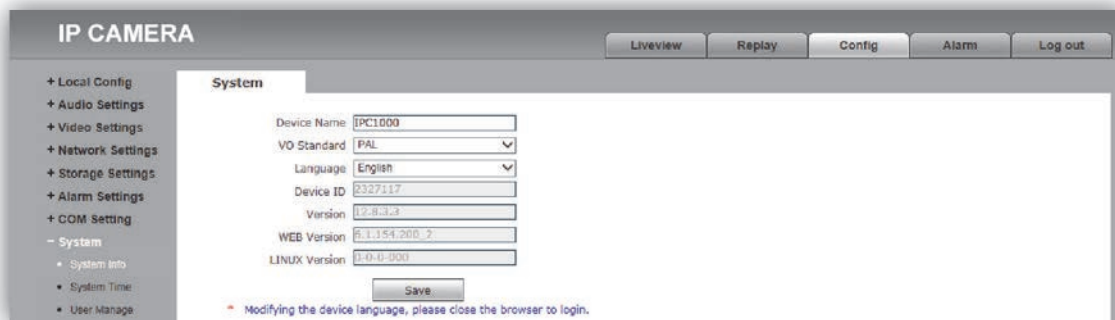 IP CAMERA
Liveview Replay Config Alarm Log out
+ Local Config
+ Audio Settings
+ Video Settings
+ Network Settings
+ Storage Settings
+ Alarm Settings
+ COM Setting
− System
• System Info
• System Time
• User Manage
System
Device Name IPC1000
VO Standard PAL
Language English
Device ID 2327117
Version 12.8.3.3
WEB Version 6.1.154.200_2
LINUX Version 0-0-0-000
Save
* Modifying the device language, please close the browser to login.